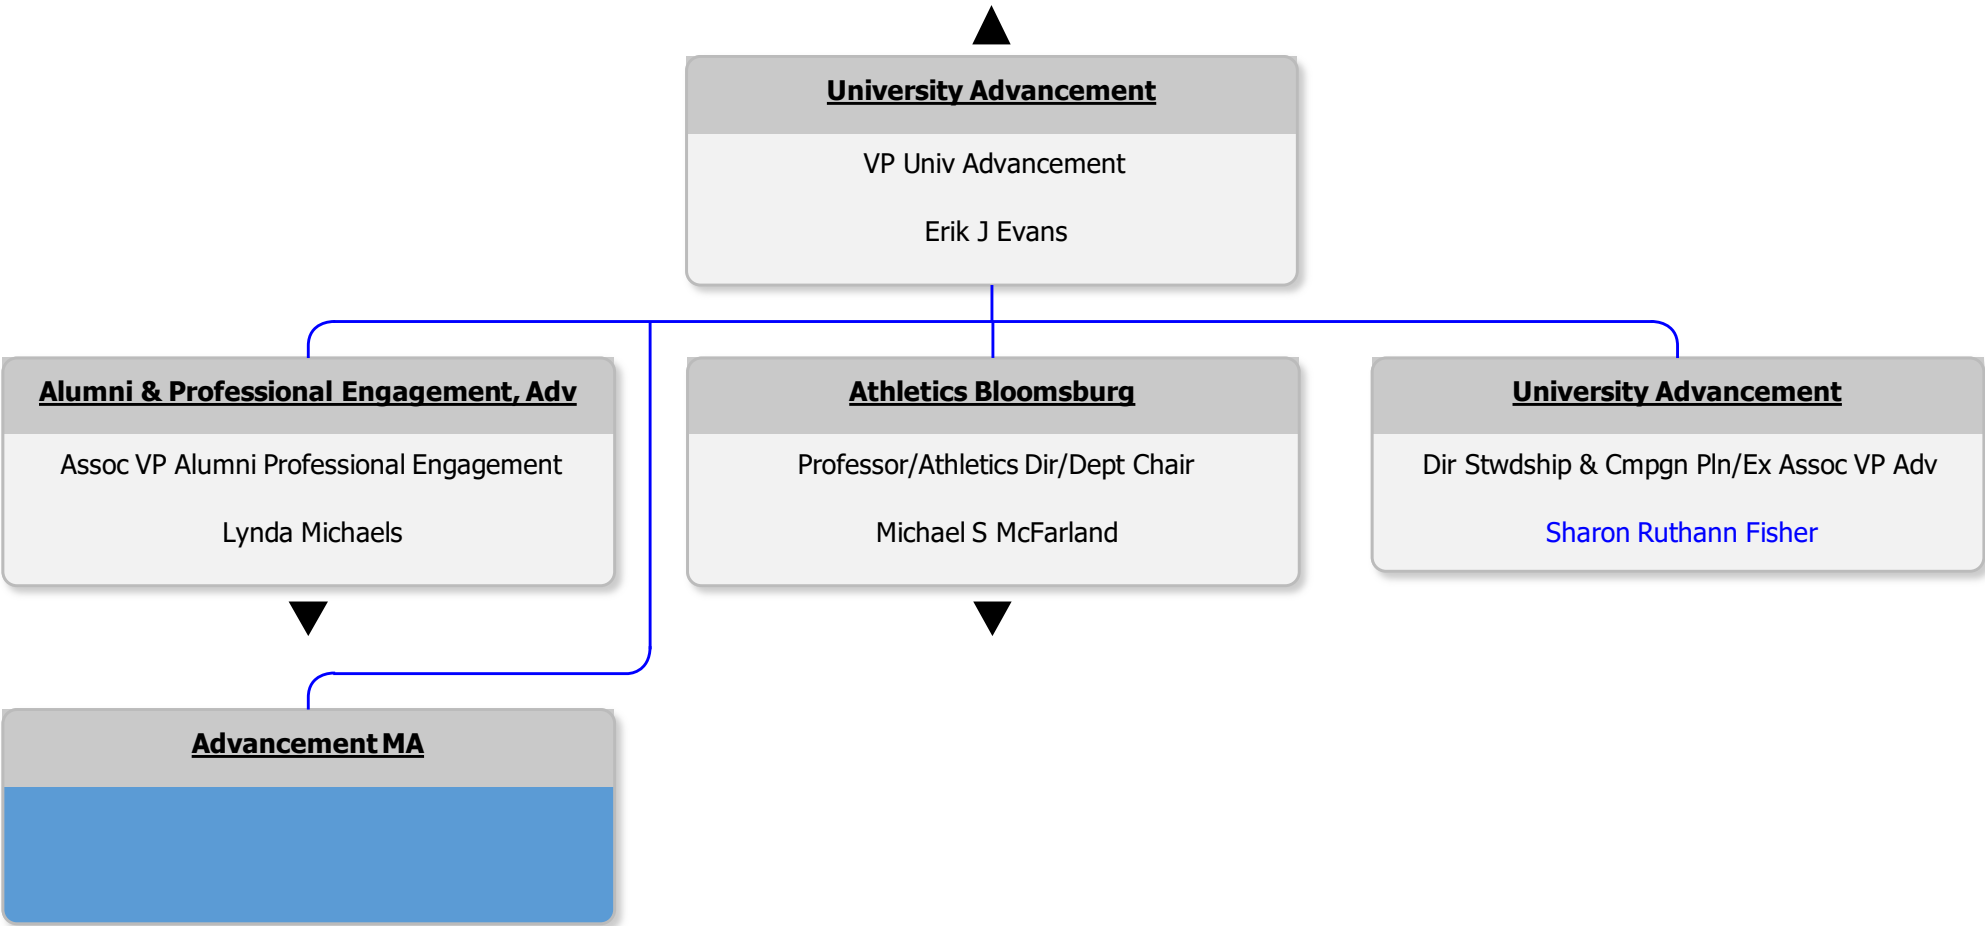 University Advancement
VP Univ Advancement
Erik J Evans
Alumni & Professional Engagement, Adv
Assoc VP Alumni Professional Engagement
Lynda Michaels
Athletics Bloomsburg
Professor/Athletics Dir/Dept Chair
Michael S McFarland
University Advancement
Dir Stwdship & Cmpgn Pln/Ex Assoc VP Adv
Sharon Ruthann Fisher
Advancement MA